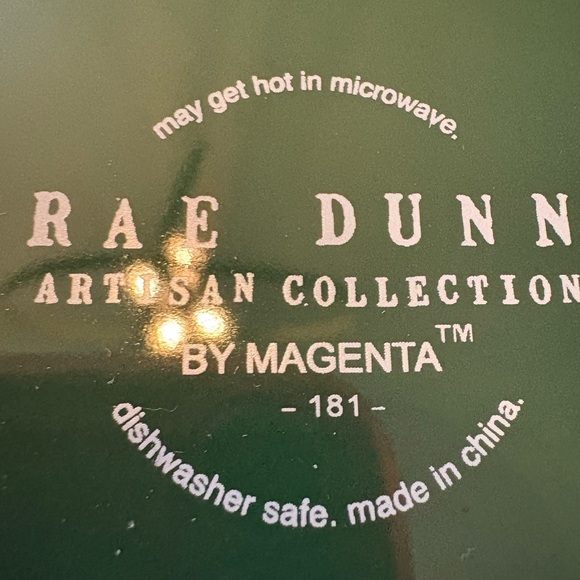 may get hot in microwave.
RAE DUNN
ARTISAN COLLECTION
BY MAGENTA™
- 181 -
dishwasher safe. made in china.